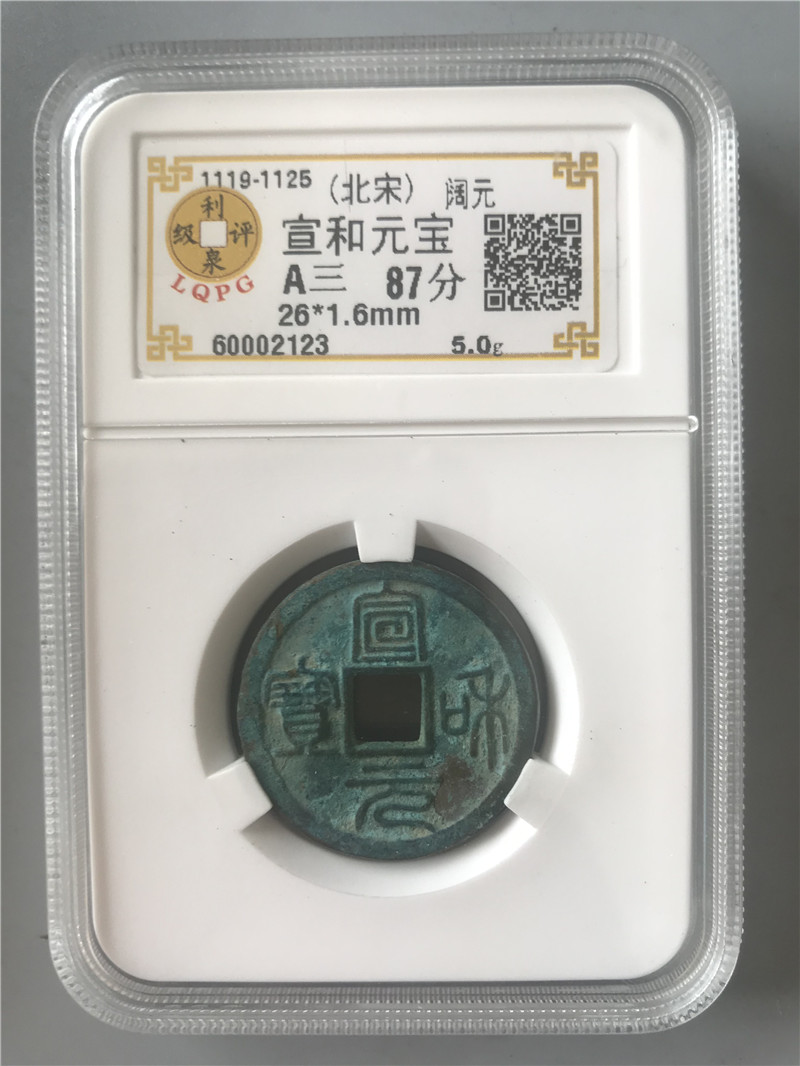 1119-1125 (北宋) 阔元
利泉评级
LQPG
宣和元宝
A三 87分
26*1.6mm
60002123 5.0g
宣和元寳